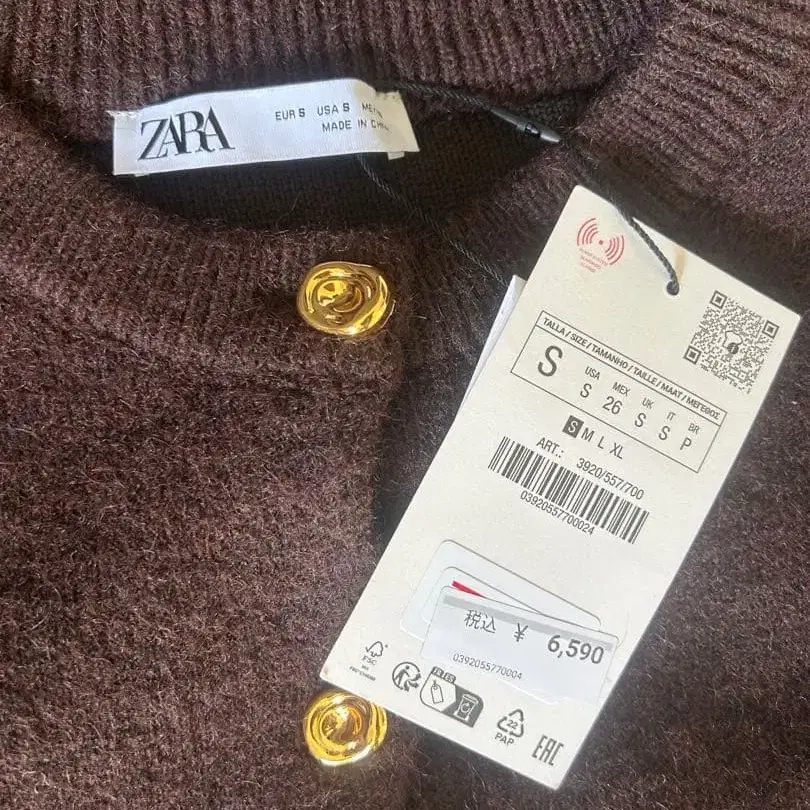 ZARA
EUR S USA S
MADE IN
TALLA / SIZE / TAMANHO / TAILLE / MAAT / ΜΕΓΕΘΟΣ
S
USA MEX UK IT BR
S 26 S S P
S M L XL
ART.: 3920/557/700
03920557700024
税込 ¥ 6,590
0392055770004
FSC
22
PAP
EAC